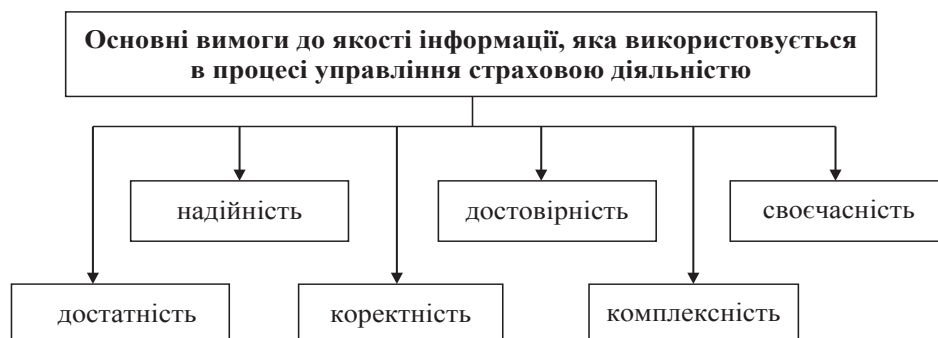 Основні вимоги до якості інформації, яка використовується
в процесі управління страховою діяльністю
надійність
достовірність
своєчасність
достатність
коректність
комплексність